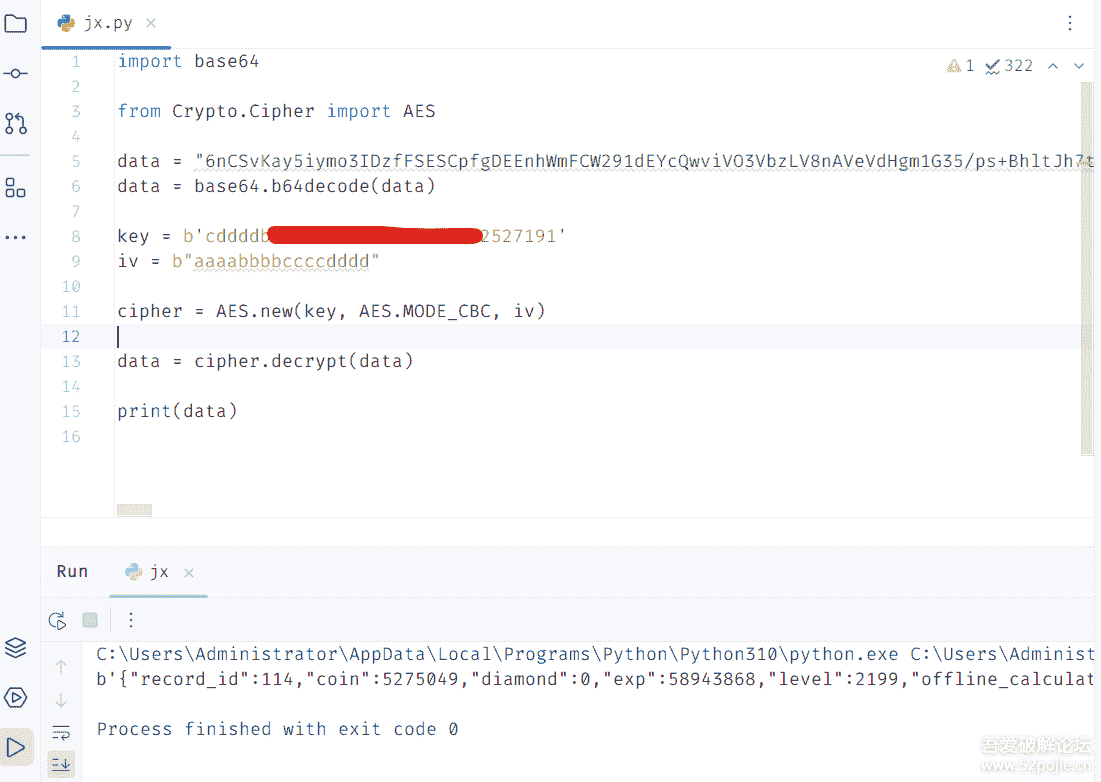 jx.py
1 import base64
2
3 from Crypto.Cipher import AES
4
5 data = "6nCSvKay5iymo3IDzfFSESCpfgDEEnhWmFCW291dEYcQwviVO3VbzLV8nAVeVdHgm1G35/ps+BhltJh7t
6 data = base64.b64decode(data)
7
8 key = b'cddddb 2527191'
9 iv = b"aaaabbbbccccdddd"
10
11 cipher = AES.new(key, AES.MODE_CBC, iv)
12
13 data = cipher.decrypt(data)
14
15 print(data)
16
1 322
Run jx
C:\Users\Administrator\AppData\Local\Programs\Python\Python310\python.exe C:\Users\Administ
b'{"record_id":114,"coin":5275049,"diamond":0,"exp":58943868,"level":2199,"offline_calculat
Process finished with exit code 0
吾爱破解论坛
www.52pojie.cn